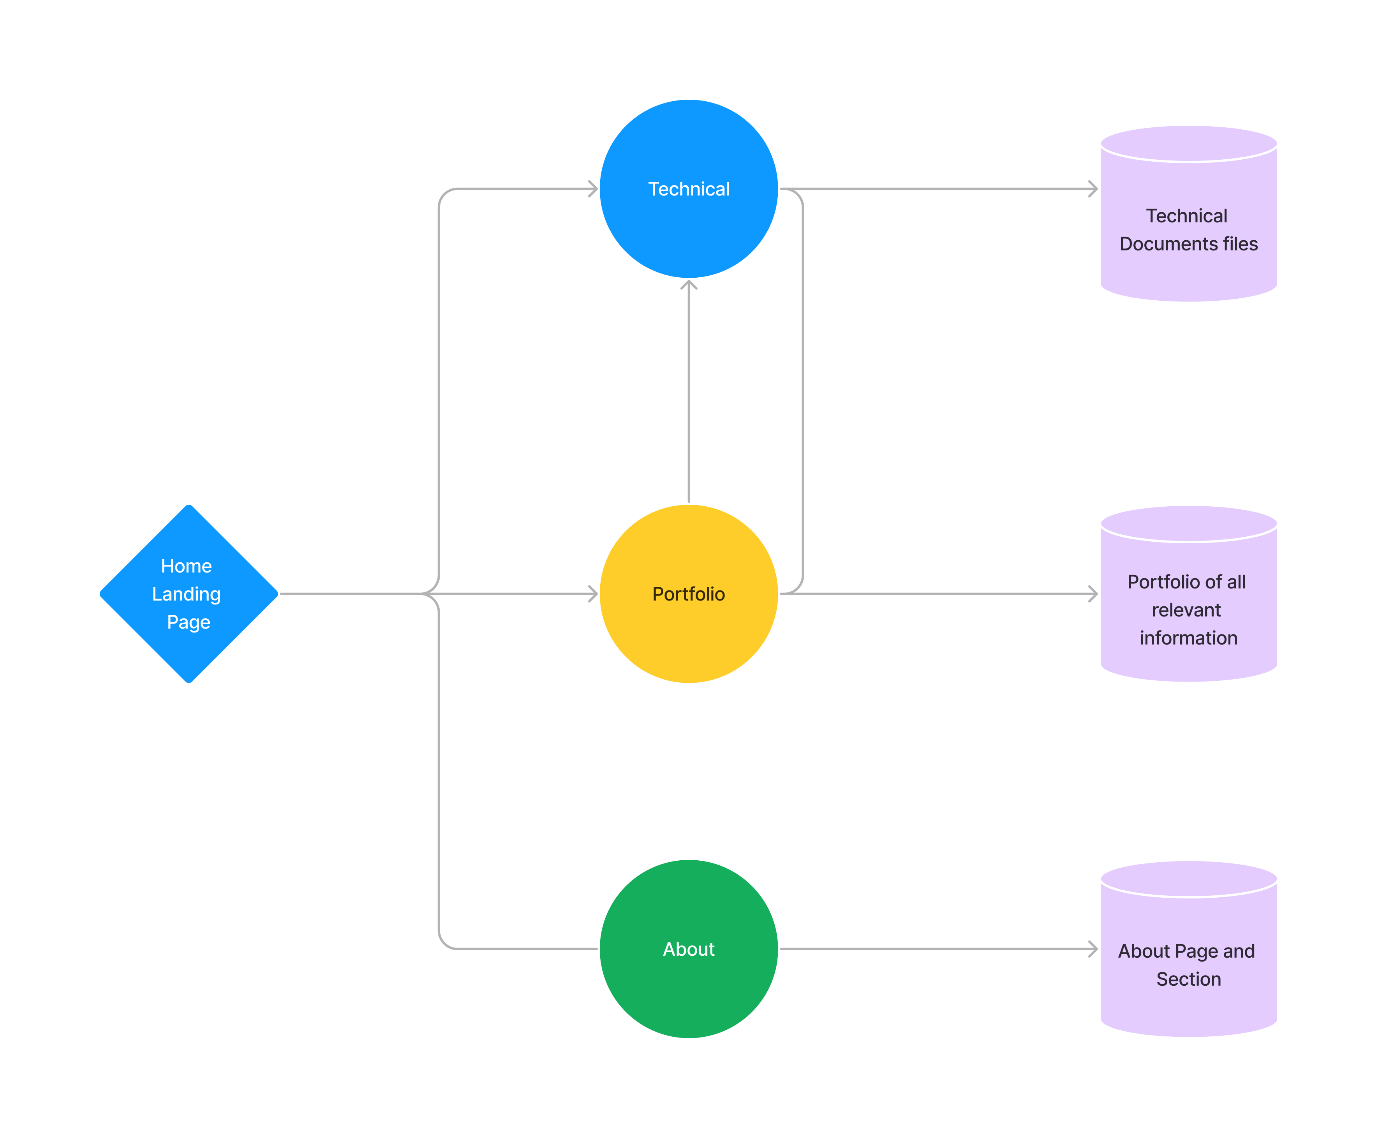 Technical
Technical
Documents files
Home
Landing
Page
Portfolio
Portfolio of all
relevant
information
About
About Page and
Section